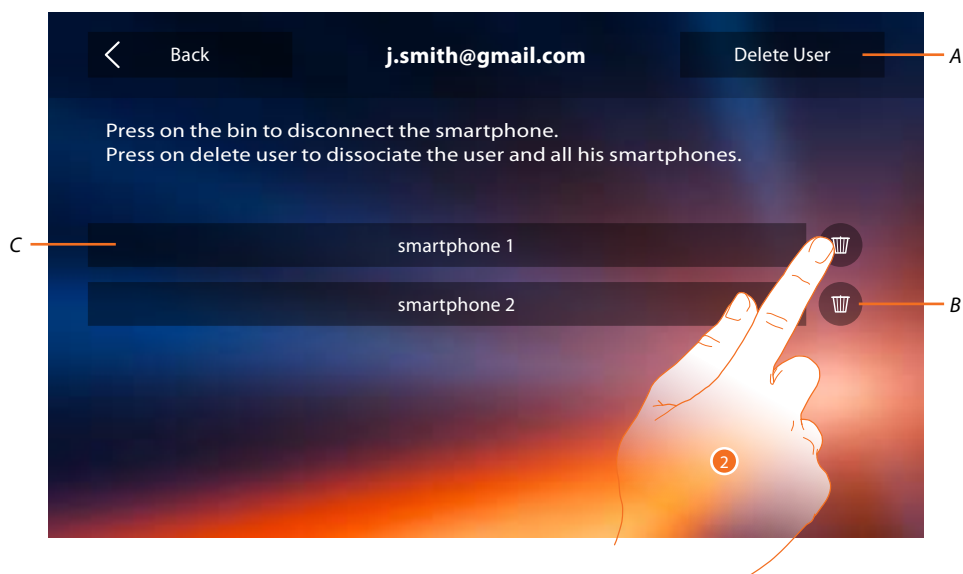 Back
j.smith@gmail.com
Delete User
A
Press on the bin to disconnect the smartphone.
Press on delete user to dissociate the user and all his smartphones.
C
smartphone 1
smartphone 2
B
2